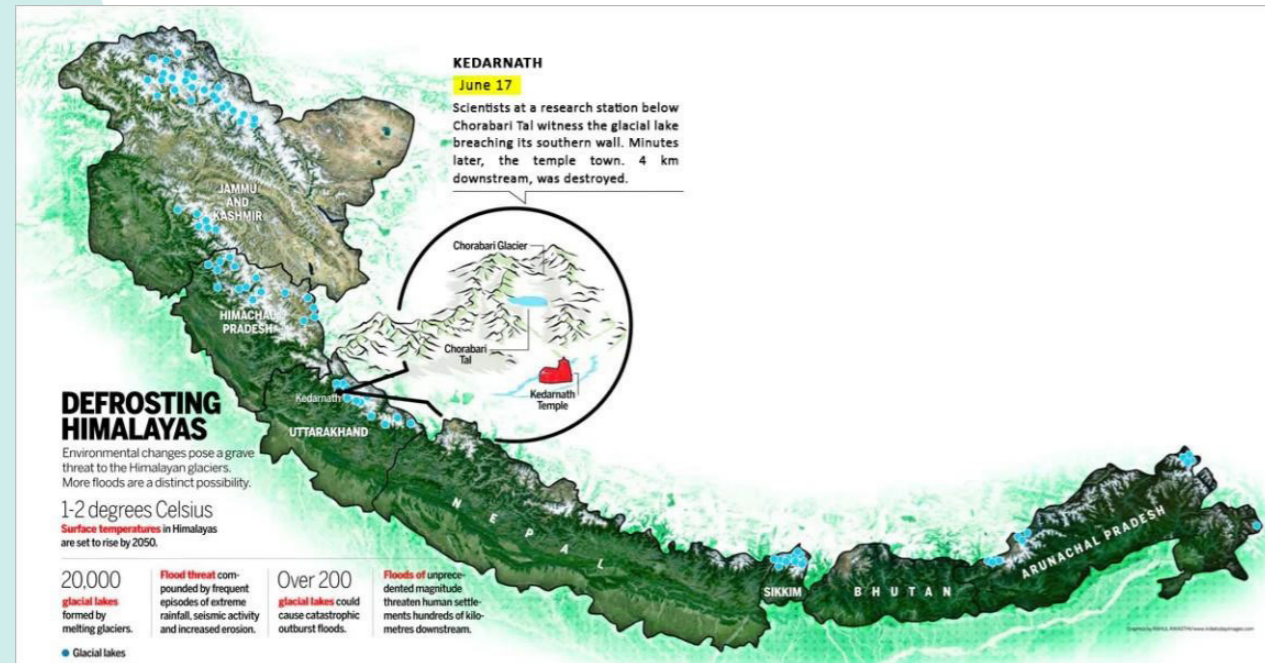 KEDARNATH
June 17
Scientists at a research station below
Chorabari Tal witness the glacial lake
breaching its southern wall. Minutes
later, the temple town. 4 km
downstream, was destroyed.
Chorabari Glacier
Chorabari
Tal
Kedarnath
Temple
JAMMU
AND
KASHMIR
HIMACHAL
PRADESH
Kedarnath
UTTARAKHAND
NEPAL
SIKKIM
BHUTAN
ARUNACHAL PRADESH
DEFROSTING
HIMALAYAS
Environmental changes pose a grave
threat to the Himalayan glaciers.
More floods are a distinct possibility.
1-2 degrees Celsius
Surface temperatures in Himalayas
are set to rise by 2050.
20,000
glacial lakes
formed by
melting glaciers.
Flood threat com-
pounded by frequent
episodes of extreme
rainfall, seismic activity
and increased erosion.
Over 200
glacial lakes could
cause catastrophic
outburst floods.
Floods of unprece-
dented magnitude
threaten human settle-
ments hundreds of kilo-
metres downstream.
Glacial lakes